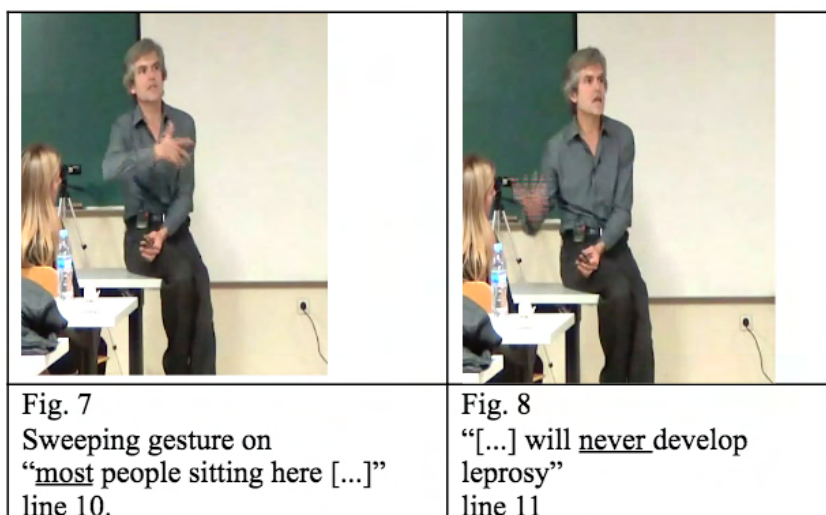 Fig. 7
Sweeping gesture on
“most people sitting here [...]”
line 10.
Fig. 8
“[...] will never develop
leprosy”
line 11